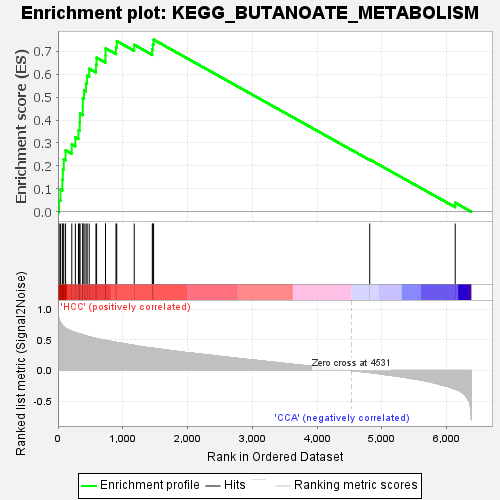 Enrichment plot: KEGG_BUTANOATE_METABOLISM
Enrichment score (ES)
0.7
0.6
0.5
0.4
0.3
0.2
0.1
0.0
'HCC' (positively correlated)
Ranked list metric (Signal2Noise)
1.0
0.5
0.0
-0.5
Zero cross at 4531
'CCA' (negatively correlated)
0 1,000 2,000 3,000 4,000 5,000 6,000
Rank in Ordered Dataset
Enrichment profile Hits Ranking metric scores